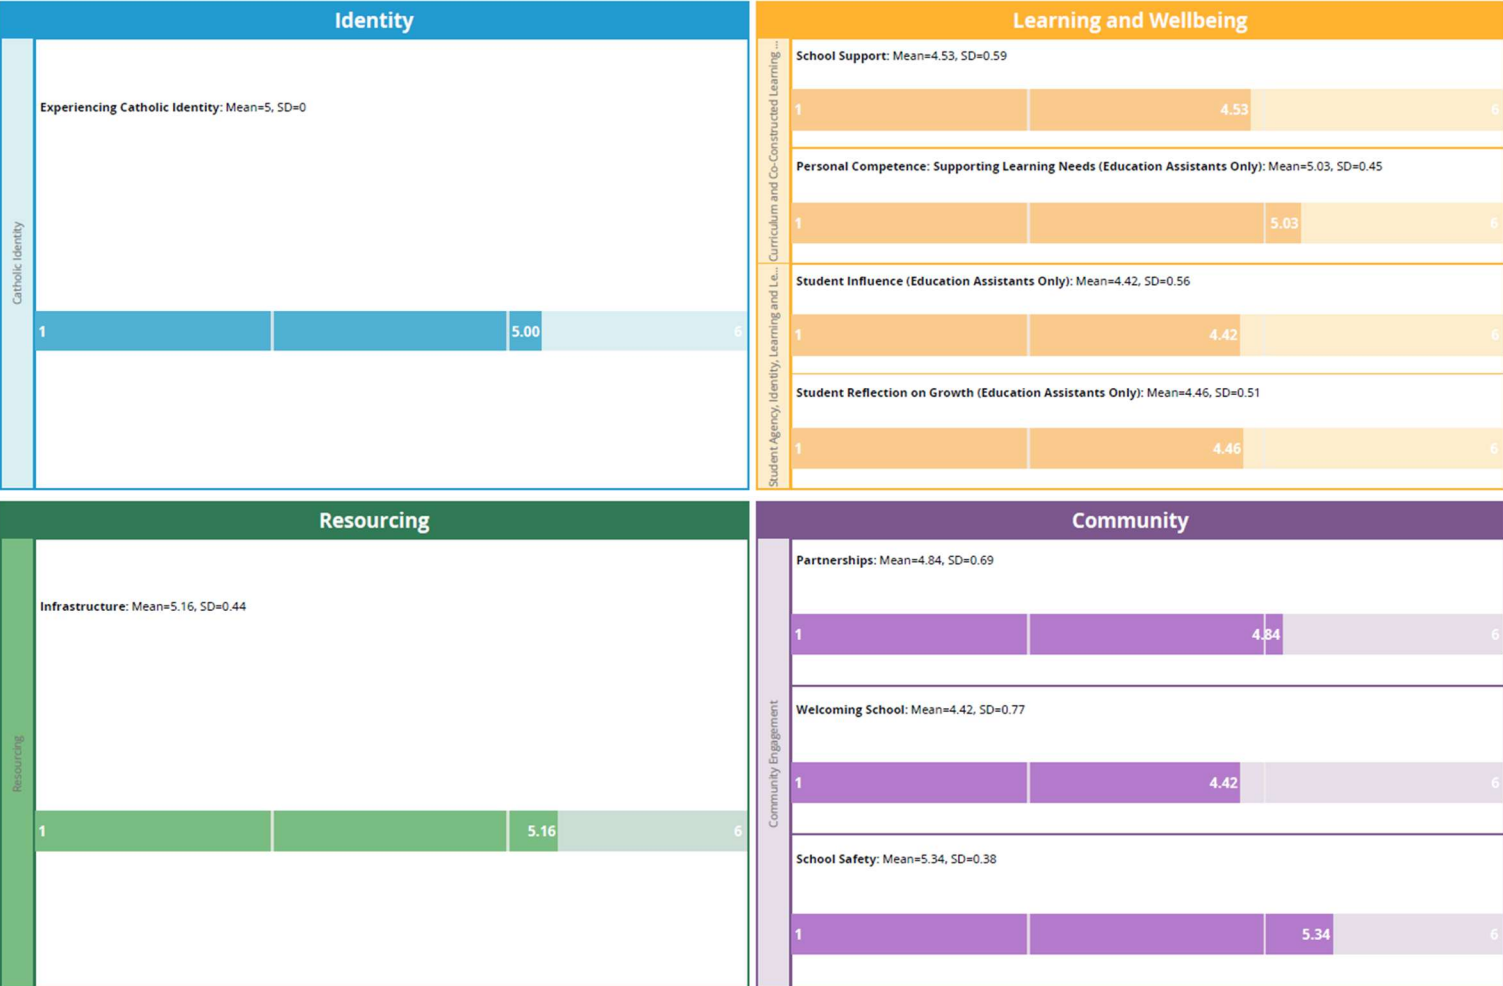 Identity
Catholic Identity
Experiencing Catholic Identity: Mean=5, SD=0
1 5.00 6
Learning and Wellbeing
Curriculum and Co-Constructed Learning ...
School Support: Mean=4.53, SD=0.59
1 4.53 6
Personal Competence: Supporting Learning Needs (Education Assistants Only): Mean=5.03, SD=0.45
1 5.03 6
Student Agency, Identity, Learning and Le...
Student Influence (Education Assistants Only): Mean=4.42, SD=0.56
1 4.42 6
Student Reflection on Growth (Education Assistants Only): Mean=4.46, SD=0.51
1 4.46 6
Resourcing
Resourcing
Infrastructure: Mean=5.16, SD=0.44
1 5.16 6
Community
Community Engagement
Partnerships: Mean=4.84, SD=0.69
1 4.84 6
Welcoming School: Mean=4.42, SD=0.77
1 4.42 6
School Safety: Mean=5.34, SD=0.38
1 5.34 6